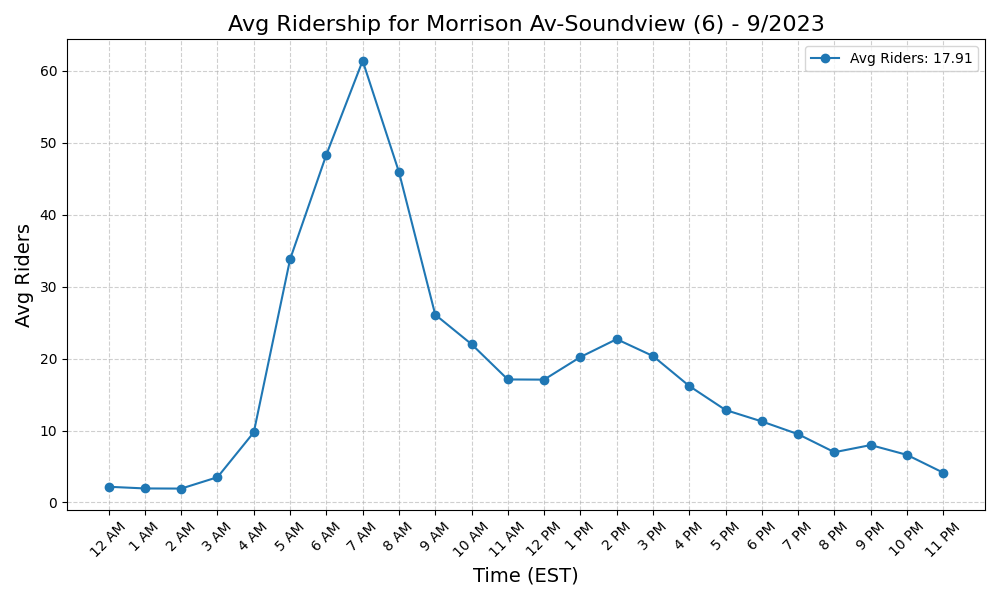 Avg Ridership for Morrison Av-Soundview (6) - 9/2023
Avg Riders: 17.91
Avg Riders
60
50
40
30
20
10
0
12 AM
1 AM
2 AM
3 AM
4 AM
5 AM
6 AM
7 AM
8 AM
9 AM
10 AM
11 AM
12 PM
1 PM
2 PM
3 PM
4 PM
5 PM
6 PM
7 PM
8 PM
9 PM
10 PM
11 PM
Time (EST)